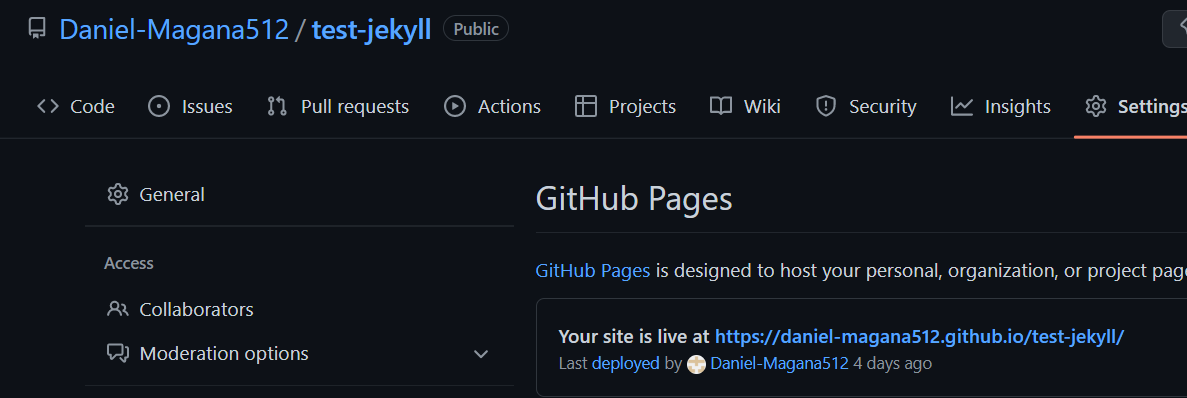 Daniel-Magana512 / test-jekyll Public
Code Issues Pull requests Actions Projects Wiki Security Insights Settings
General
GitHub Pages
Access
GitHub Pages is designed to host your personal, organization, or project page
Collaborators
Your site is live at https://daniel-magana512.github.io/test-jekyll/
Moderation options
Last deployed by Daniel-Magana512 4 days ago